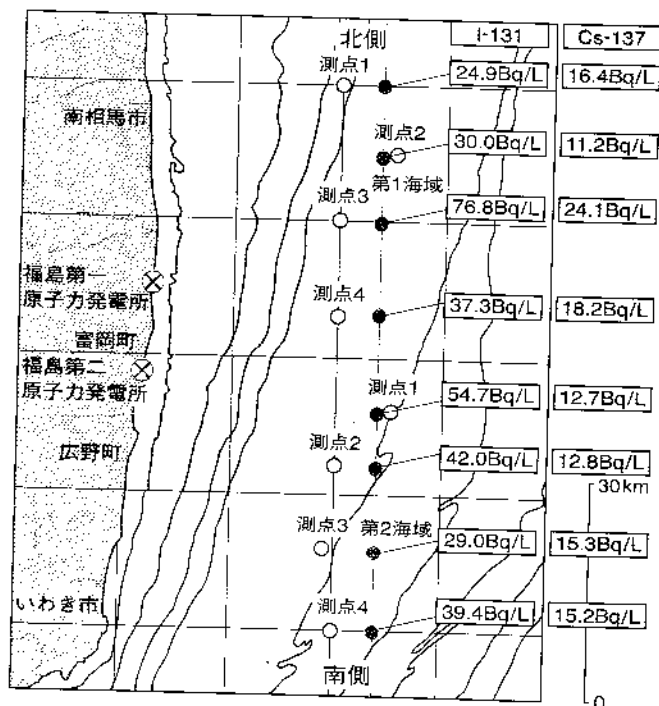 北側
I-131
Cs-137
測点1
24.9Bq/L
16.4Bq/L
南相馬市
測点2
30.0Bq/L
11.2Bq/L
第1海域
測点3
76.8Bq/L
24.1Bq/L
福島第一
原子力発電所
測点4
37.3Bq/L
18.2Bq/L
富岡町
福島第二
原子力発電所
測点1
54.7Bq/L
12.7Bq/L
広野町
測点2
42.0Bq/L
12.8Bq/L
30km
測点3
第2海域
29.0Bq/L
15.3Bq/L
いわき市
測点4
39.4Bq/L
15.2Bq/L
南側
0